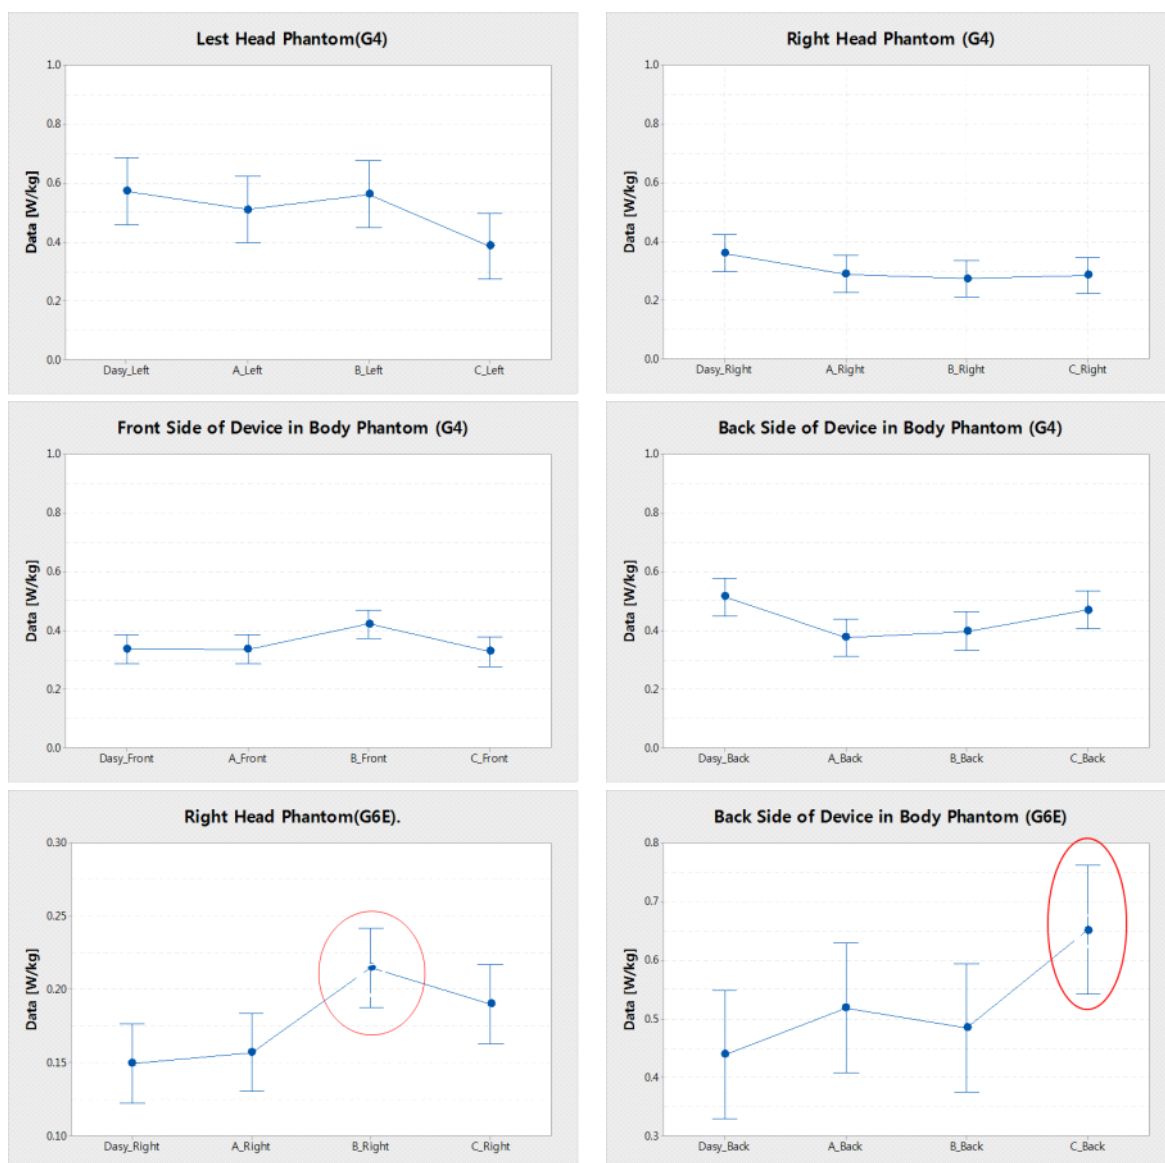 Lest Head Phantom(G4)
Data [W/kg]
1.0
0.8
0.6
0.4
0.2
0.0
Dasy_Left A_Left B_Left C_Left
Right Head Phantom (G4)
Data [W/kg]
1.0
0.8
0.6
0.4
0.2
0.0
Dasy_Right A_Right B_Right C_Right
Front Side of Device in Body Phantom (G4)
Data [W/kg]
1.0
0.8
0.6
0.4
0.2
0.0
Dasy_Front A_Front B_Front C_Front
Back Side of Device in Body Phantom (G4)
Data [W/kg]
1.0
0.8
0.6
0.4
0.2
0.0
Dasy_Back A_Back B_Back C_Back
Right Head Phantom(G6E).
Data [W/kg]
0.30
0.25
0.20
0.15
0.10
Dasy_Right A_Right B_Right C_Right
Back Side of Device in Body Phantom (G6E)
Data [W/kg]
0.8
0.7
0.6
0.5
0.4
0.3
Dasy_Back A_Back B_Back C_Back